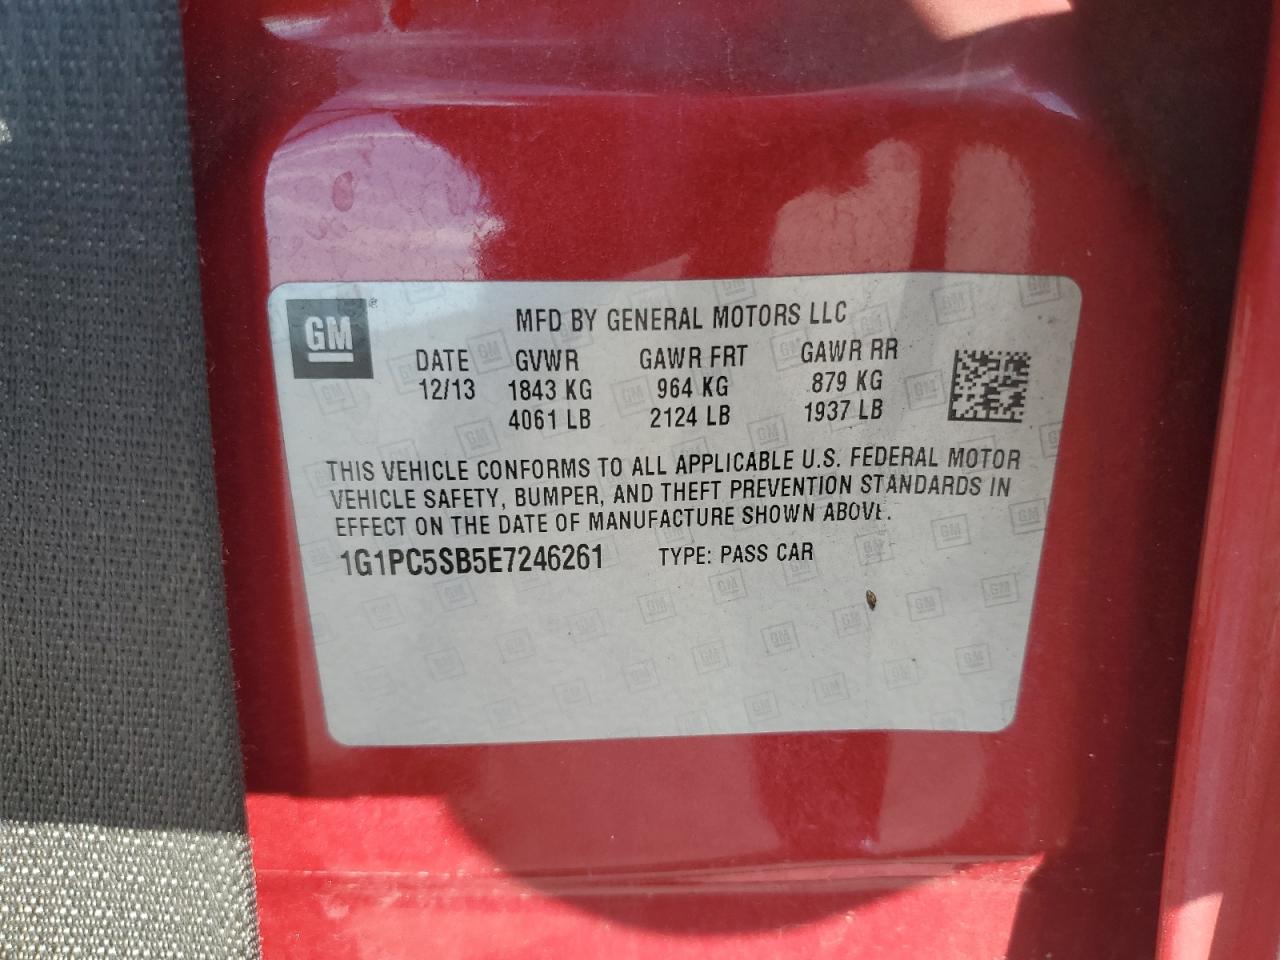 GM
MFD BY GENERAL MOTORS LLC
DATE GVWR GAWR FRT GAWR RR
12/13 1843 KG 964 KG 879 KG
4061 LB 2124 LB 1937 LB
THIS VEHICLE CONFORMS TO ALL APPLICABLE U.S. FEDERAL MOTOR
VEHICLE SAFETY, BUMPER, AND THEFT PREVENTION STANDARDS IN
EFFECT ON THE DATE OF MANUFACTURE SHOWN ABOVE.
1G1PC5SB5E7246261 TYPE: PASS CAR